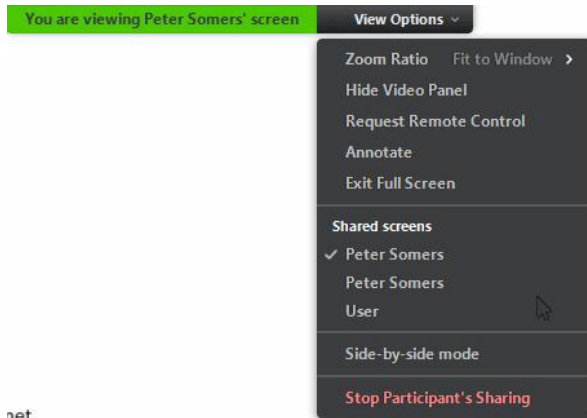 You are viewing Peter Somers' screen View Options
Zoom Ratio Fit to Window
Hide Video Panel
Request Remote Control
Annotate
Exit Full Screen
Shared screens
Peter Somers
Peter Somers
User
Side-by-side mode
Stop Participant's Sharing